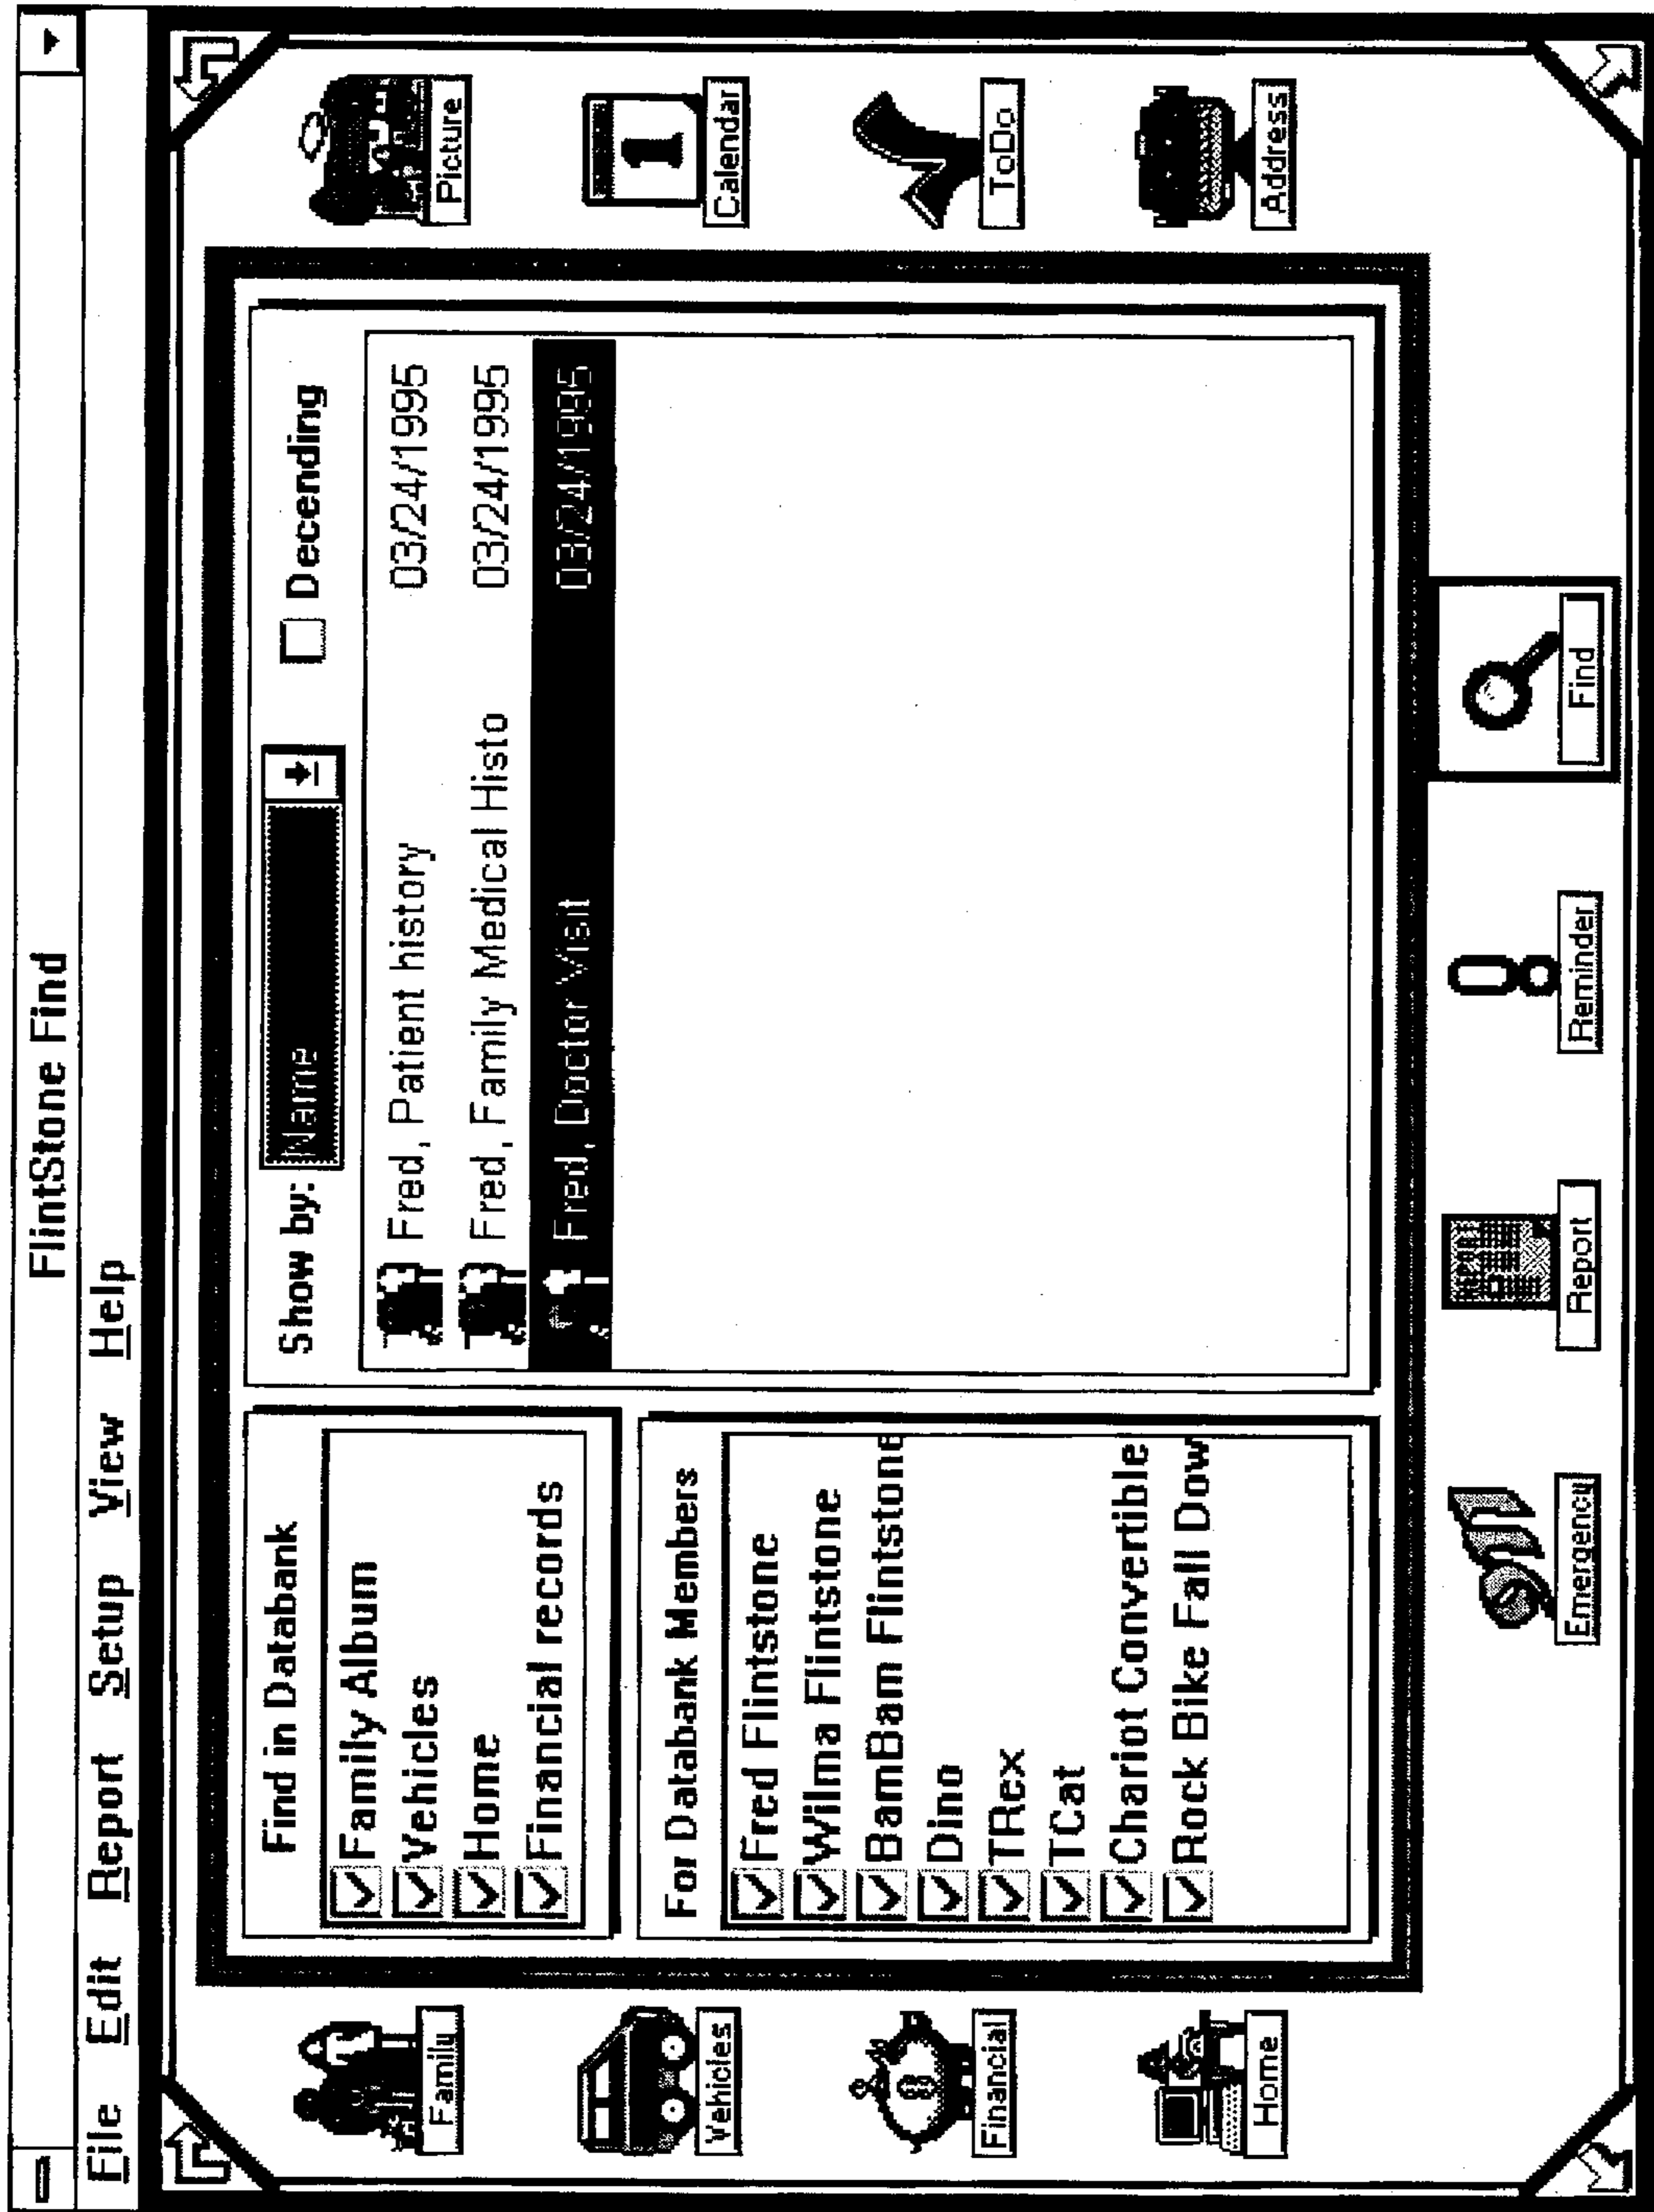 FlintStone Find
File Edit Report Setup View Help
Family
Vehicles
Financial
Home
Find in Databank
Family Album
Vehicles
Home
Financial records
For Databank Members
Fred Flintstone
Wilma Flintstone
BamBam Flintstone
Dino
TRex
TCat
Chariot Convertible
Rock Bike Fall Dow
Show by: Name Decending
Fred, Patient history 03/24/1995
Fred, Family Medical Histo 03/24/1995
Fred, Doctor Visit 03/24/1995
Picture
1
Calendar
ToDo
Address
Emergency
REPORT
Report
Reminder
Find